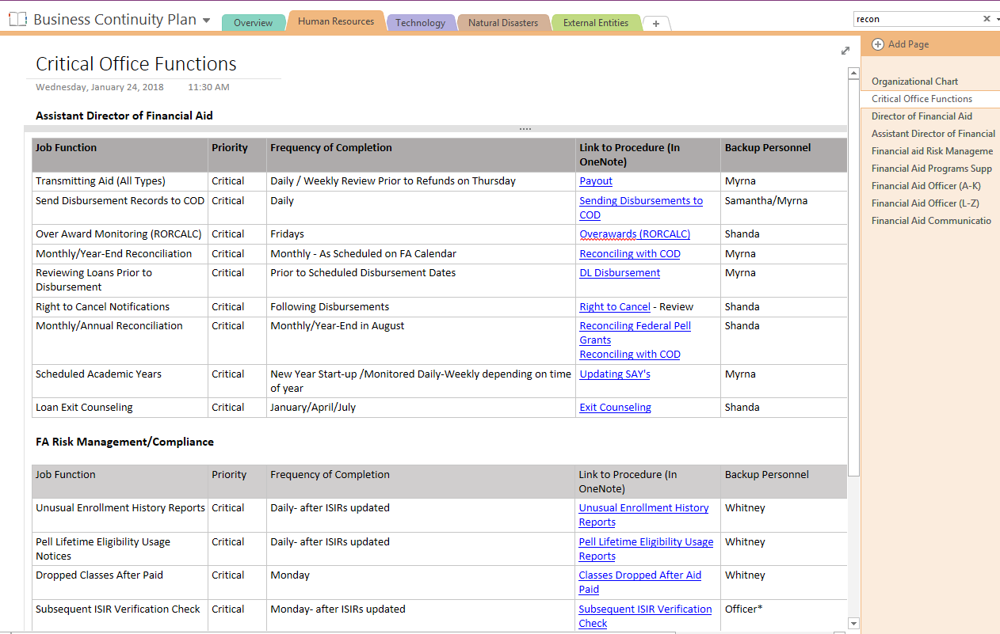 Business Continuity Plan
Overview
Human Resources
Technology
Natural Disasters
External Entities
+
recon
Add Page
Critical Office Functions
Wednesday, January 24, 2018 11:30 AM
Organizational Chart
Critical Office Functions
Director of Financial Aid
Assistant Director of Financial
Financial aid Risk Manageme
Financial Aid Programs Supp
Financial Aid Officer (A-K)
Financial Aid Officer (L-Z)
Financial Aid Communicatio
Assistant Director of Financial Aid
Job Function Priority Frequency of Completion Link to Procedure (In
OneNote) Backup Personnel
Transmitting Aid (All Types) Critical Daily / Weekly Review Prior to Refunds on Thursday Payout Myrna
Send Disbursement Records to COD Critical Daily Sending Disbursements to
COD Samantha/Myrna
Over Award Monitoring (RORCALC) Critical Fridays Overawards (RORCALC) Shanda
Monthly/Year-End Reconciliation Critical Monthly - As Scheduled on FA Calendar Reconciling with COD Myrna
Reviewing Loans Prior to
Disbursement Critical Prior to Scheduled Disbursement Dates DL Disbursement Myrna
Right to Cancel Notifications Critical Following Disbursements Right to Cancel - Review Shanda
Monthly/Annual Reconciliation Critical Monthly/Year-End in August Reconciling Federal Pell
Grants
Reconciling with COD Shanda
Scheduled Academic Years Critical New Year Start-up /Monitored Daily-Weekly depending on time
of year Updating SAY's Myrna
Loan Exit Counseling Critical January/April/July Exit Counseling Shanda
FA Risk Management/Compliance
Job Function Priority Frequency of Completion Link to Procedure (In
OneNote) Backup Personnel
Unusual Enrollment History Reports Critical Daily- after ISIRs updated Unusual Enrollment History
Reports Whitney
Pell Lifetime Eligibility Usage
Notices Critical Daily- after ISIRs updated Pell Lifetime Eligibility Usage
Reports Whitney
Dropped Classes After Paid Critical Monday Classes Dropped After Aid
Paid Whitney
Subsequent ISIR Verification Check Critical Monday- after ISIRs updated Subsequent ISIR Verification
Check Officer*